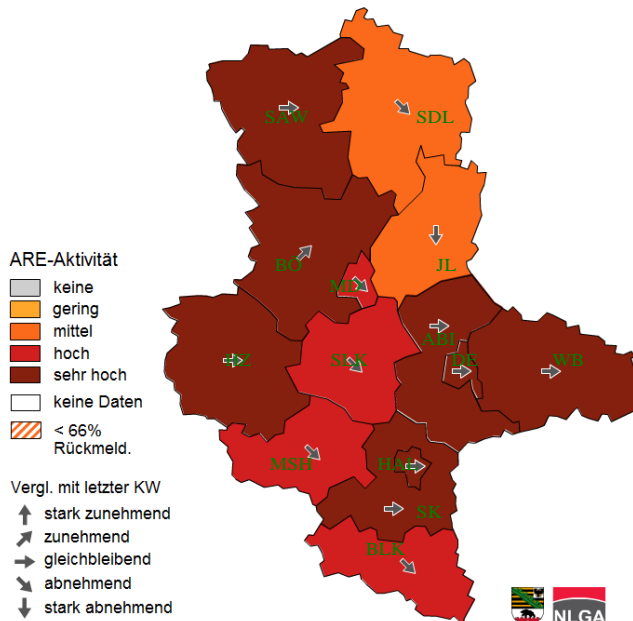 SAW
SDL
BÖ
JL
MD
ARE-Aktivität
keine
gering
mittel
hoch
sehr hoch
keine Daten
< 66%
Rückmeld.
ABI
HZ
SLK
DE
WB
MSH
HAL
SK
BLK
Vergl. mit letzter KW
stark zunehmend
zunehmend
gleichbleibend
abnehmend
stark abnehmend
NLGA